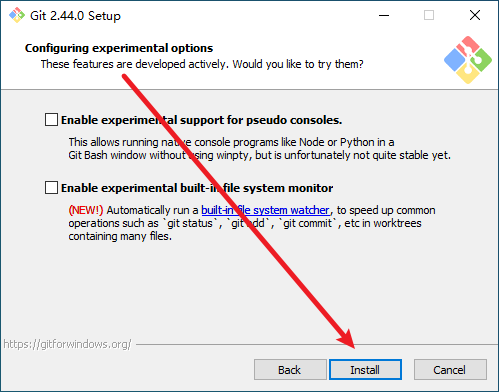 Git 2.44.0 Setup
Configuring experimental options
These features are developed actively. Would you like to try them?
Enable experimental support for pseudo consoles.
This allows running native console programs like Node or Python in a
Git Bash window without using winpty, but is unfortunately not quite stable yet.
Enable experimental built-in file system monitor
(NEW!) Automatically run a built-in file system watcher, to speed up common
operations such as `git status`, `git add`, `git commit`, etc in worktrees
containing many files.
https://gitforwindows.org/
Back
Install
Cancel